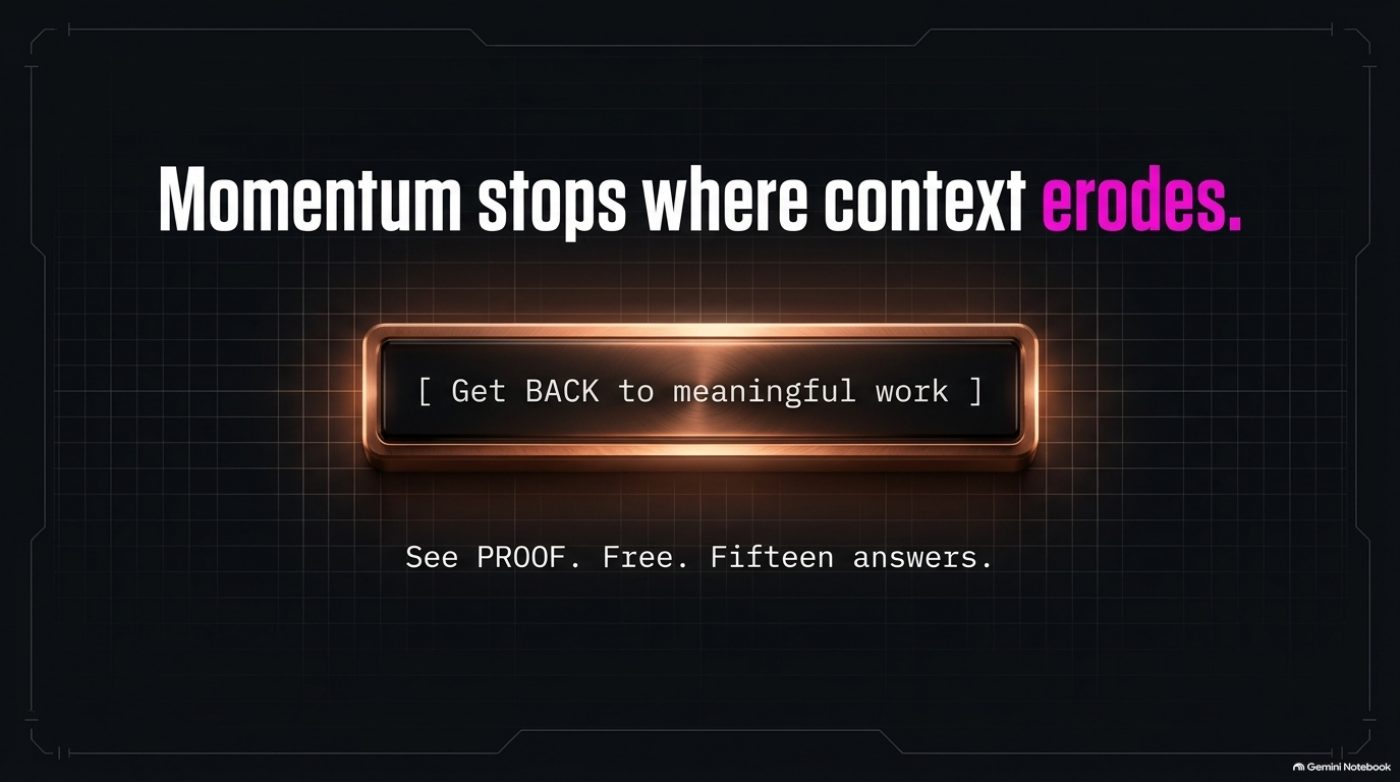 Momentum stops where context erodes.
[ Get BACK to meaningful work ]
See PROOF. Free. Fifteen answers.
Gemini Notebook